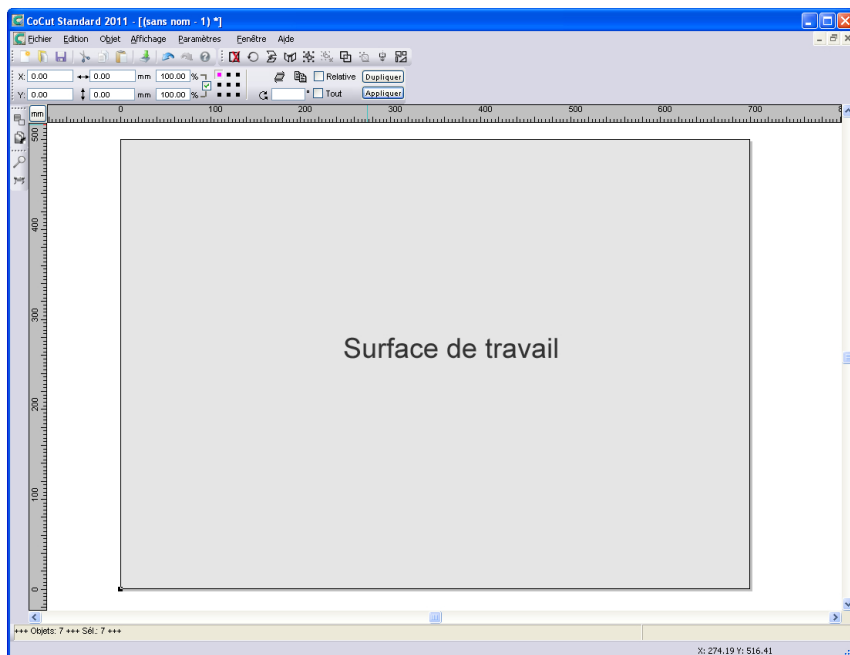 CoCut Standard 2011 - [(sans nom - 1) *]
Fichier Edition Objet Affichage Paramètres Fenêtre Aide
X: 0.00 0.00 mm 100.00 % Relative Dupliquer
Y: 0.00 0.00 mm 100.00 % ° Tout Appliquer
mm 0 100 200 300 400 500 600 700
500
400
300
Surface de travail
200
100
0
+++ Objets: 7 +++ Sél.: 7 +++
X: 274.19 Y: 516.41